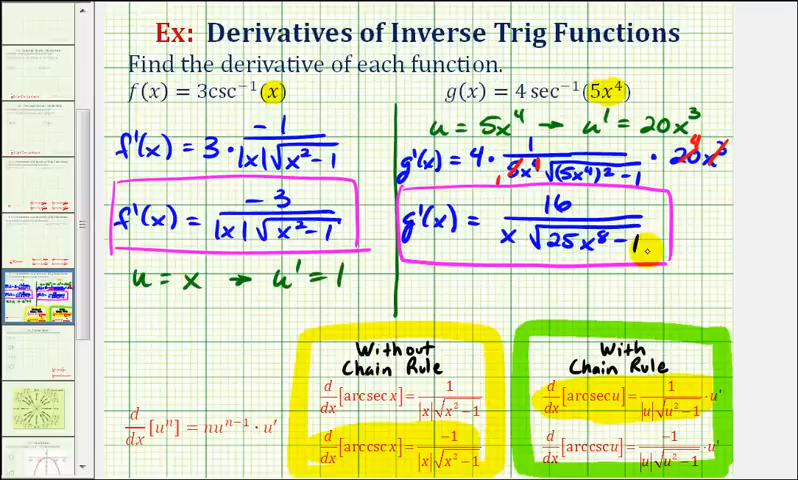 Ex: Derivatives of Inverse Trig Functions
Find the derivative of each function.
f(x) = 3csc⁻¹(x)
u = x → u' = 1
f'(x) = 3 · -1 / |x|√x² - 1
f'(x) = -3 / |x|√x² - 1
g(x) = 4 sec⁻¹(5x⁴)
u = 5x⁴ → u' = 20x³
g'(x) = 4 · 1 / 5x⁴ √(5x⁴)² - 1 · 20x³
1 4
g'(x) = 16 / x √25x⁸ - 1
d/dx [uⁿ] = nuⁿ⁻¹ · u'
Without
Chain Rule
d/dx [arcsec x] = 1 / |x|√x² - 1
d/dx [arccsc x] = -1 / |x|√x² - 1
With
Chain Rule
d/dx [arcsec u] = 1 / |u|√u² - 1 · u'
d/dx [arccsc u] = -1 / |u|√u² - 1 · u'